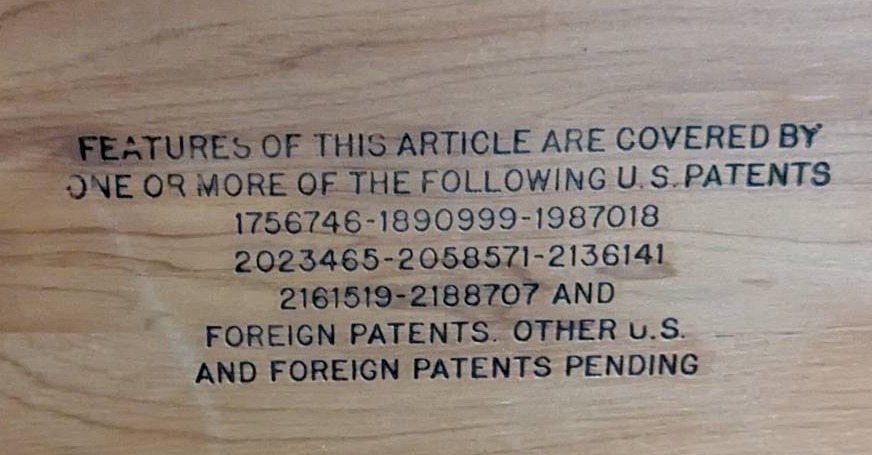 FEATURES OF THIS ARTICLE ARE COVERED BY
ONE OR MORE OF THE FOLLOWING U.S. PATENTS
1756746-1890999-1987018
2023465-2058571-2136141
2161519-2188707 AND
FOREIGN PATENTS. OTHER U.S.
AND FOREIGN PATENTS PENDING